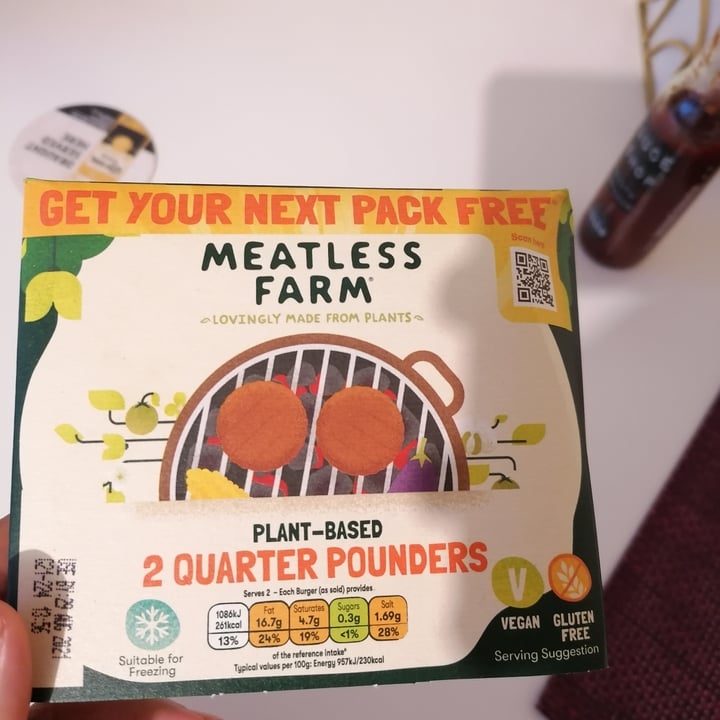 GET YOUR NEXT PACK FREE*
Scan here
MEATLESS
FARM®
LOVINGLY MADE FROM PLANTS
PLANT-BASED
2 QUARTER POUNDERS
Serves 2 - Each Burger (as sold) provides
1086kJ
261kcal
13%
Fat
16.7g
24%
Saturates
4.7g
19%
Sugars
0.3g
<1%
Salt
1.69g
28%
of the reference intake*
Typical values per 100g: Energy 957kJ/230kcal
Suitable for
Freezing
V
VEGAN
GLUTEN
FREE
Serving Suggestion
DRAUGHT
SERVED
HERE